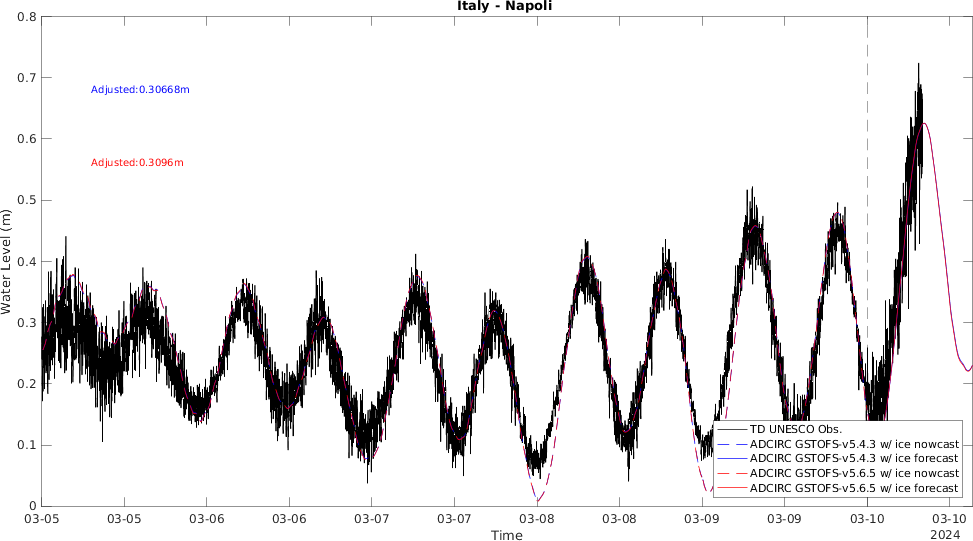 Italy - Napoli
0.8
0.7
0.6
0.5
0.4
0.3
0.2
0.1
0
Water Level (m)
Adjusted:0.30668m
Adjusted:0.3096m
TD UNESCO Obs.
ADCIRC GSTOFS-v5.4.3 w/ ice nowcast
ADCIRC GSTOFS-v5.4.3 w/ ice forecast
ADCIRC GSTOFS-v5.6.5 w/ ice nowcast
ADCIRC GSTOFS-v5.6.5 w/ ice forecast
03-05 03-05 03-06 03-06 03-07 03-07 03-08 03-08 03-09 03-09 03-10 03-10
2024
Time